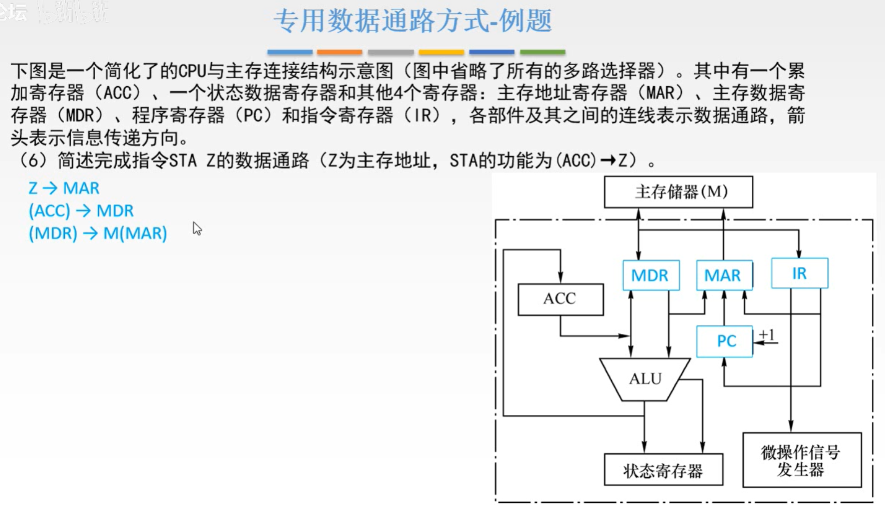 专用数据通路方式-例题
下图是一个简化了的CPU与主存连接结构示意图（图中省略了所有的多路选择器）。其中有一个累
加寄存器（ACC）、一个状态数据寄存器和其他4个寄存器：主存地址寄存器（MAR）、主存数据寄
存器（MDR）、程序寄存器（PC）和指令寄存器（IR），各部件及其之间的连线表示数据通路，箭
头表示信息传递方向。
（6）简述完成指令STA Z的数据通路（Z为主存地址，STA的功能为(ACC)→Z）。
Z → MAR
(ACC) → MDR
(MDR) → M(MAR)
主存储器(M)
MDR
MAR
IR
ACC
PC
+1
ALU
状态寄存器
微操作信号
发生器